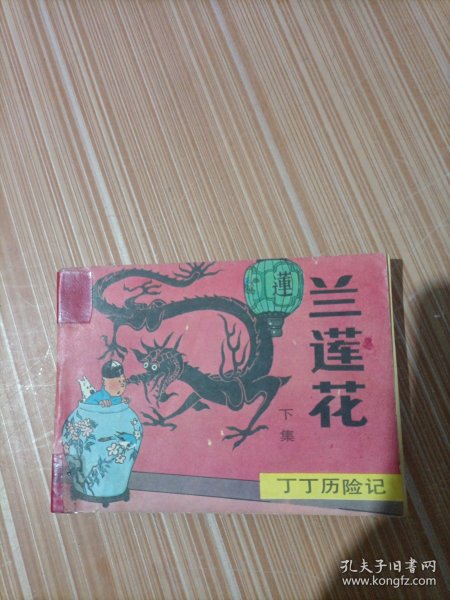 兰莲花
蓮
下集
丁丁历险记
孔夫子旧书网
www.kongfz.com